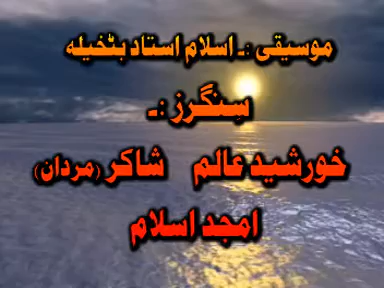 موسیقی :۔ اسلام استاد بٹخیلہ
سنگرز :۔
خورشید عالم شاکر (مردان)
امجد اسلام